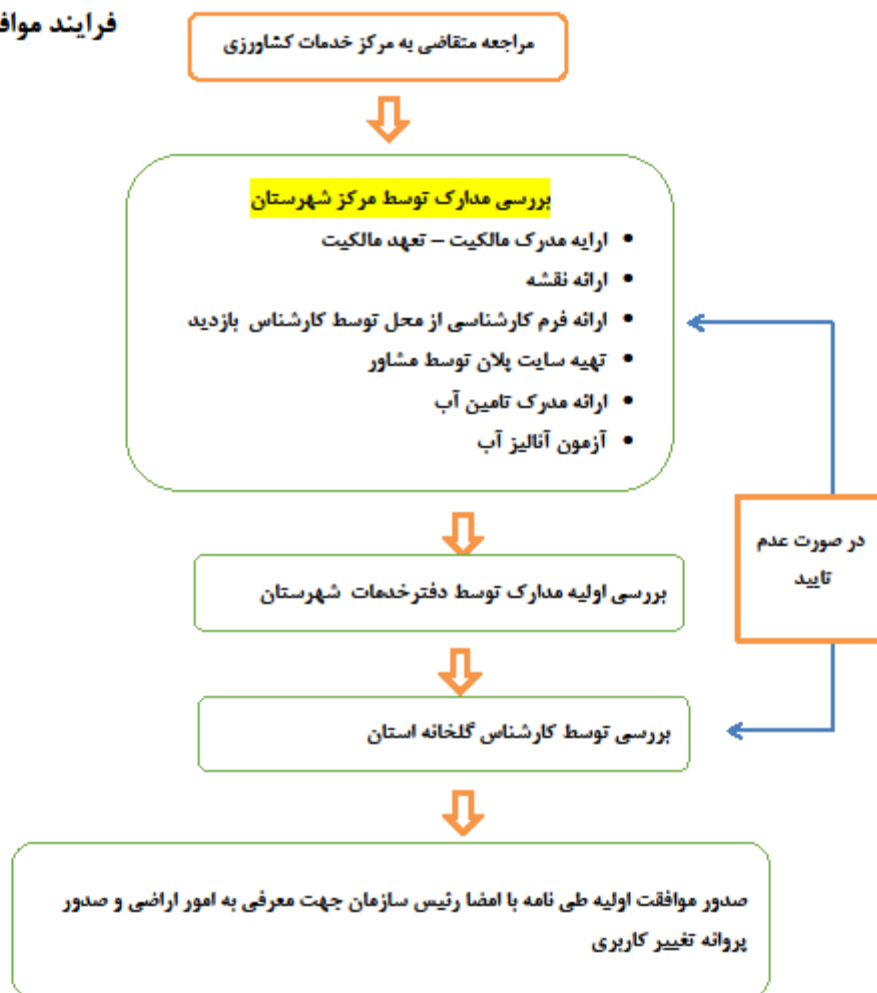 فرایند
مراجعه متقاضی به مرکز خدمات کشاورزی
بررسی مدارک توسط مرکز شهرستان
• ارایه مدرک مالکیت – تعهد مالکیت
• ارائه نقشه
• ارائه فرم کارشناسی از محل توسط کارشناس بازدید
• تهیه سایت پلان توسط مشاور
• ارائه مدرک تامین آب
• آزمون آنالیز آب
در صورت عدم
تایید
بررسی اولیه مدارک توسط دفترخدمات شهرستان
بررسی توسط کارشناس گلخانه استان
صدور موافقت اولیه طی نامه با امضا رئیس سازمان جهت معرفی به امور اراضی و صدور
پروانه تغییر کاربری